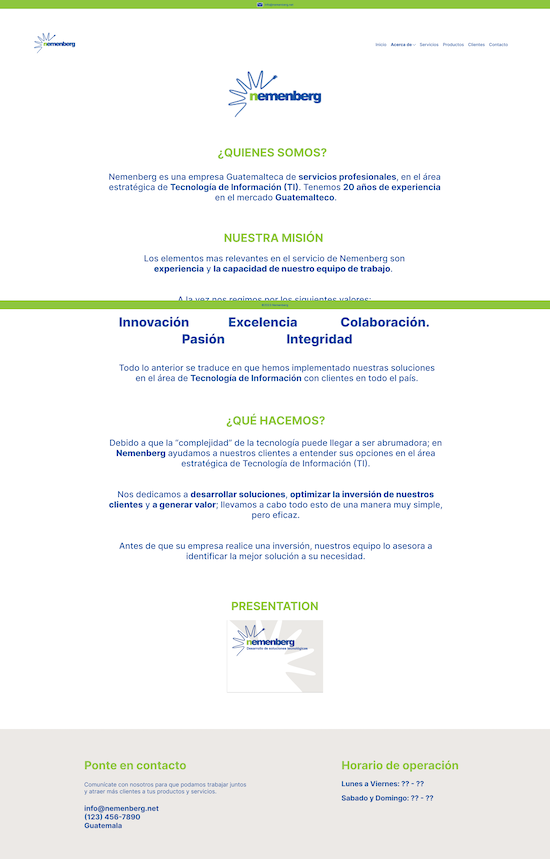 nemenberg
Inicio Acerca de Servicios Productos Clientes Contacto
nemenberg
¿QUIENES SOMOS?
Nemenberg es una empresa Guatemalteca de servicios profesionales, en el área
estratégica de Tecnología de Información (TI). Tenemos 20 años de experiencia
en el mercado Guatemalteco.
NUESTRA MISIÓN
Los elementos mas relevantes en el servicio de Nemenberg son
experiencia y la capacidad de nuestro equipo de trabajo.
A la vez nos regimos por los siguientes valores:
Innovación Excelencia Colaboración.
Pasión Integridad
Todo lo anterior se traduce en que hemos implementado nuestras soluciones
en el área de Tecnología de Información con clientes en todo el país.
¿QUÉ HACEMOS?
Debido a que la “complejidad” de la tecnología puede llegar a ser abrumadora; en
Nemenberg ayudamos a nuestros clientes a entender sus opciones en el área
estratégica de Tecnología de Información (TI).
Nos dedicamos a desarrollar soluciones, optimizar la inversión de nuestros
clientes y a generar valor; llevamos a cabo todo esto de una manera muy simple,
pero eficaz.
Antes de que su empresa realice una inversión, nuestros equipo lo asesora a
identificar la mejor solución a su necesidad.
PRESENTATION
nemenberg
Desarrollo de soluciones tecnológicas
Ponte en contacto
Comunícate con nosotros para que podamos trabajar juntos
y atraer más clientes a tus productos y servicios.
info@nemenberg.net
(123) 456-7890
Guatemala
Horario de operación
Lunes a Viernes: ?? - ??
Sabado y Domingo: ?? - ??